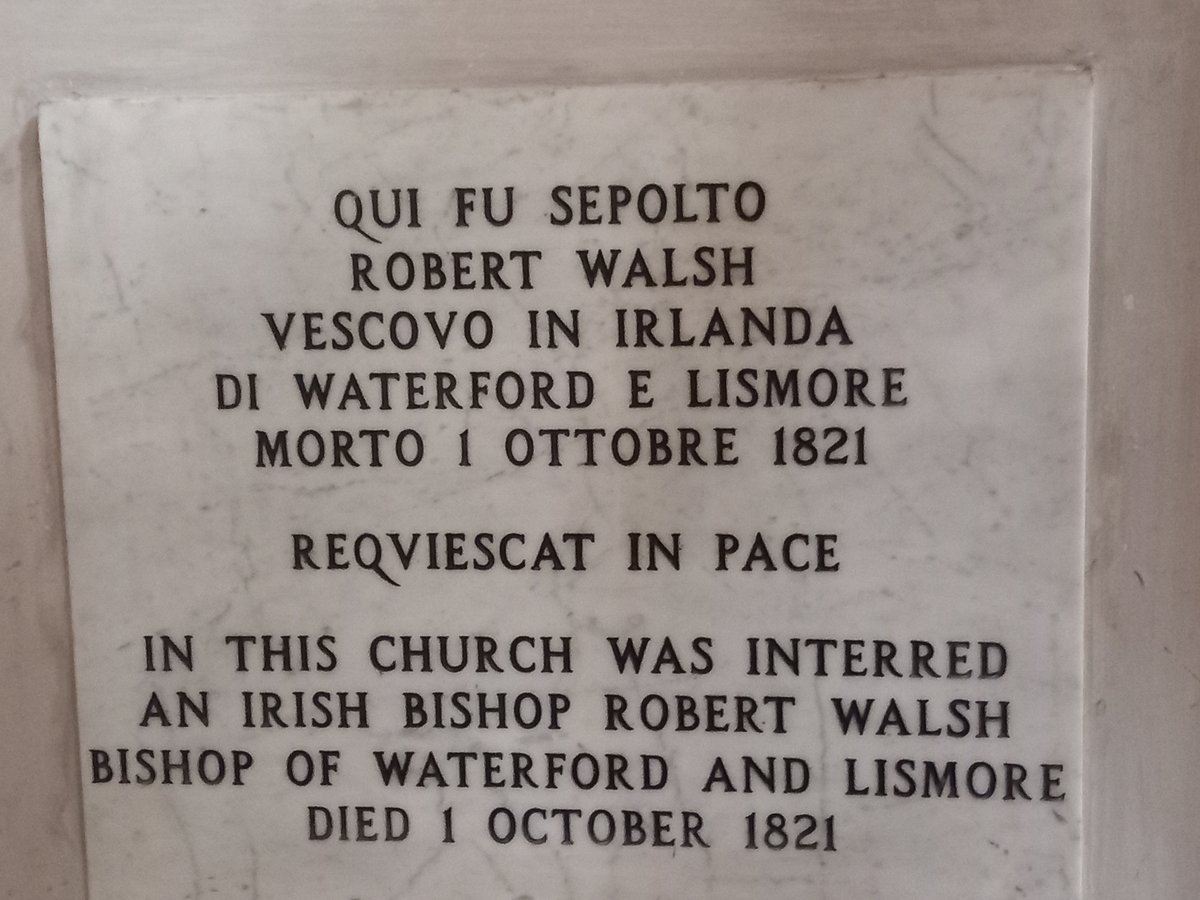 QUI FU SEPOLTO
ROBERT WALSH
VESCOVO IN IRLANDA
DI WATERFORD E LISMORE
MORTO 1 OTTOBRE 1821
REQVIESCAT IN PACE
IN THIS CHURCH WAS INTERRED
AN IRISH BISHOP ROBERT WALSH
BISHOP OF WATERFORD AND LISMORE
DIED 1 OCTOBER 1821